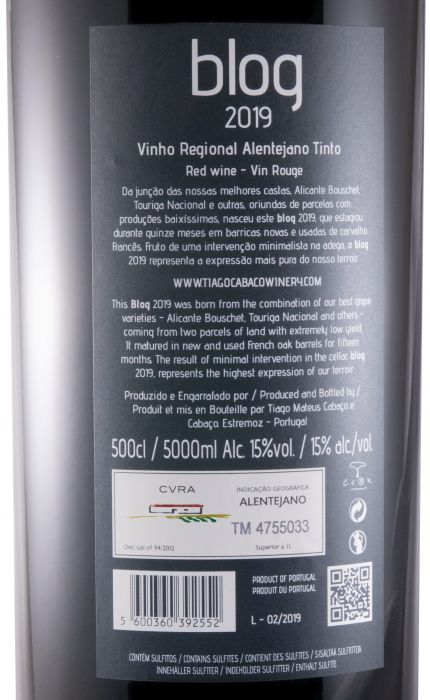 blog
2019
Vinho Regional Alentejano Tinto
Red wine - Vin Rouge
Da junção das nossas melhores castas, Alicante Bouschet,
Touriga Nacional e outras, oriundas de parcelas com
produções baixíssimas, nasceu este blog 2019, que estagiou
durante quinze meses em barricas novas e usadas de carvalho
Francês. Fruto de uma intervenção minimalista na adega, o blog
2019 representa a expressão mais pura do nosso terroir.
WWW.TIAGOCABACOWINERY.COM
This Blog 2019 was born from the combination of our best grape
varieties - Alicante Bouschet, Touriga Nacional and others -
coming from two parcels of land with extremely low yield.
It matured in new and used French oak barrels for fifteen
months. The result of minimal intervention in the cellar, blog
2019, represents the highest expression of our terroir.
Produzido e Engarrafado por / Produced and Bottled by /
Produit et mis en Bouteille par Tiago Mateus Cabaço e
Cabaço, Estremoz - Portugal
500cl / 5000ml Alc. 15%vol. / 15% alc/vol.
CVRA
INDICAÇÃO GEOGRÁFICA
ALENTEJANO
TM 4755033
Dec-Lei nº 94/2012
Superior a 1L
PRODUCT OF PORTUGAL
PRODUIT DU PORTUGAL
L - 02/2019
5 600360 392552
CONTÉM SULFITOS / CONTAINS SULFITES / CONTIENT DES SULFITES / SISÄLTÄÄ SULFIITTEJA
INNEHÅLLER SULFITER / INDEHOLDER SULFITTER / ENTHÄLT SULFITE